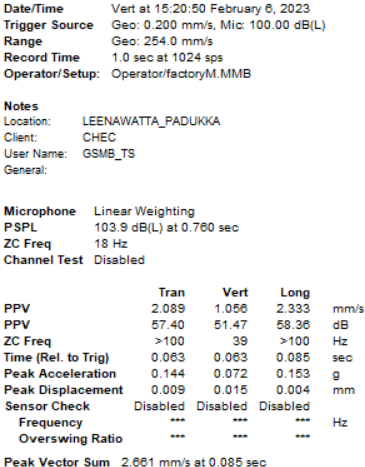 Date/Time Vert at 15:20:50 February 6, 2023
Trigger Source Geo: 0.200 mm/s, Mic: 100.00 dB(L)
Range Geo: 254.0 mm/s
Record Time 1.0 sec at 1024 sps
Operator/Setup: Operator/factoryM.MMB
Notes
Location: LEENAWATTA_PADUKKA
Client: CHEC
User Name: GSMB_TS
General:
Microphone Linear Weighting
PSPL 103.9 dB(L) at 0.760 sec
ZC Freq 18 Hz
Channel Test Disabled
Tran Vert Long
PPV 2.089 1.056 2.333 mm/s
PPV 57.40 51.47 58.36 dB
ZC Freq >100 39 >100 Hz
Time (Rel. to Trig) 0.063 0.063 0.085 sec
Peak Acceleration 0.144 0.072 0.153 g
Peak Displacement 0.009 0.015 0.004 mm
Sensor Check Disabled Disabled Disabled
Frequency *** *** *** Hz
Overswing Ratio *** *** ***
Peak Vector Sum 2.661 mm/s at 0.085 sec